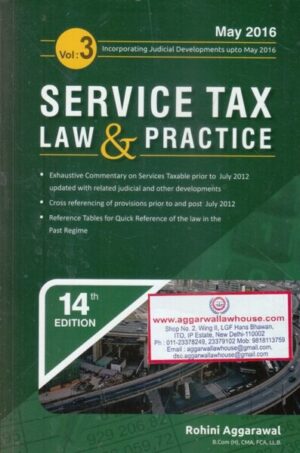 May 2016
Vol : 3
Incorporating Judicial Developments upto May 2016
SERVICE TAX
LAW & PRACTICE
• Exhaustive Commentary on Services Taxable prior to July 2012
updated with related judicial and other developments
• Cross referencing of provisions prior to and post July 2012
• Reference Tables for Quick Reference of the law in the
Past Regime
14th
EDITION
www.aggarwallawhouse.com
Shop No. 2, Wing II, LGF Hans Bhawan,
ITO, IP Estate, New Delhi-110002
Ph : 011-23378249, 23379102 Mob: 9818113759
Email : aggarwallawhouse@gmail.com,
dsc.aggarwallawhouse@gmail.com
Rohini Aggarawal
B.Com (H), CMA, FCA, LL.B.